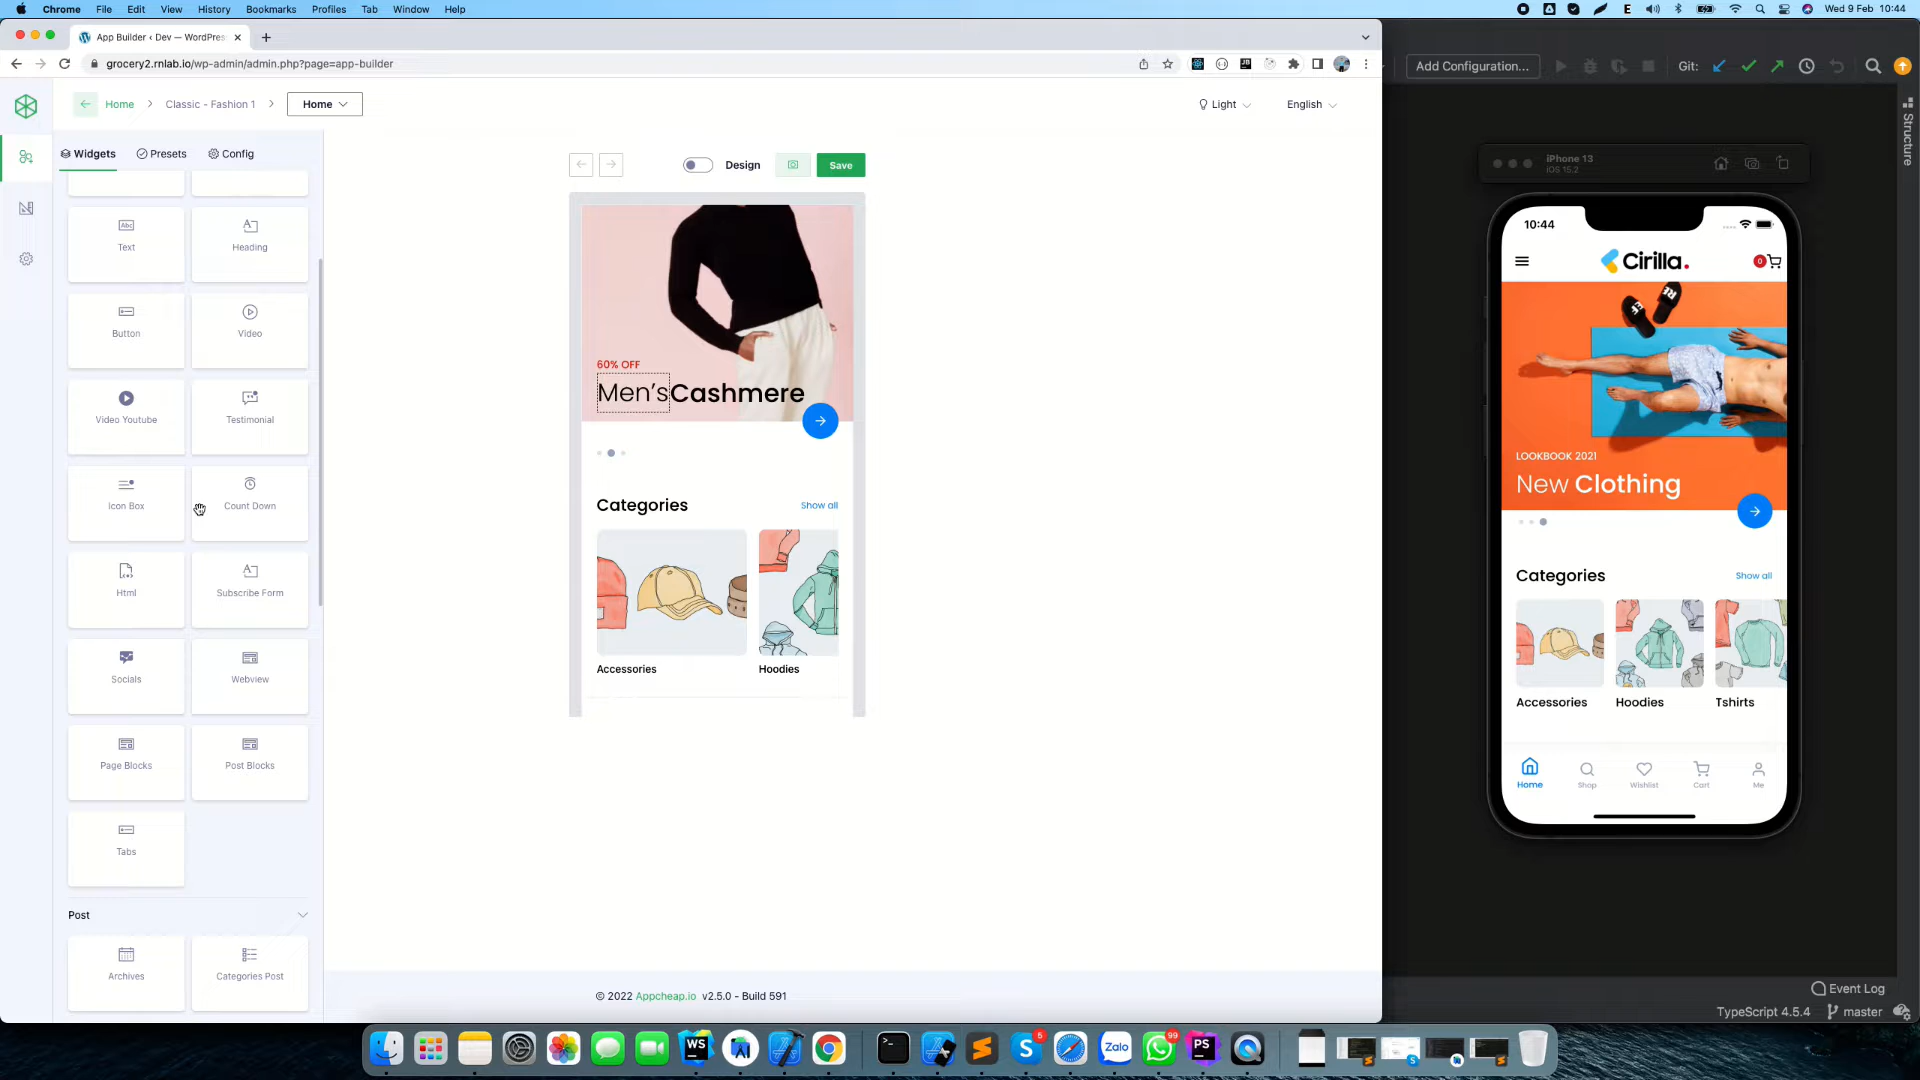 Chrome File Edit View History Bookmarks Profiles Tab Window Help
E Wed 9 Feb 10:44
App Builder ‹ Dev — WordPres
grocery2.rnlab.io/wp-admin/admin.php?page=app-builder
Home Classic - Fashion 1 Home
Light English
Widgets Presets Config
Text Heading
Button Video
Video Youtube Testimonial
Icon Box Count Down
Html Subscribe Form
Socials Webview
Page Blocks Post Blocks
Tabs
Post
Archives Categories Post
Design Save
60% OFF
Men's Cashmere
Categories Show all
Accessories Hoodies
© 2022 Appcheap.io v2.5.0 - Build 591
Add Configuration... Git:
Structure
iPhone 13
iOS 15.2
10:44
Cirilla. 0
LOOKBOOK 2021
New Clothing
Categories Show all
Accessories Hoodies Tshirts
Home Shop Wishlist Cart Me
Event Log
TypeScript 4.5.4 master
WS Zalo PS